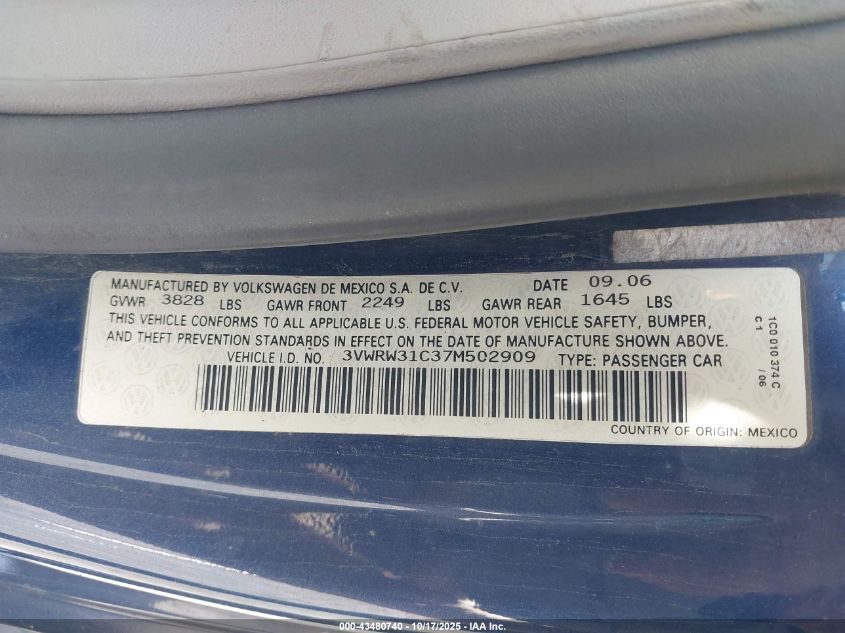 MANUFACTURED BY VOLKSWAGEN DE MEXICO S.A. DE C.V. DATE 09.06
GVWR 3828 LBS GAWR FRONT 2249 LBS GAWR REAR 1645 LBS
THIS VEHICLE CONFORMS TO ALL APPLICABLE U.S. FEDERAL MOTOR VEHICLE SAFETY, BUMPER,
AND THEFT PREVENTION STANDARDS IN EFFECT ON THE DATE OF MANUFACTURE SHOWN ABOVE.
VEHICLE I.D. NO. 3VWRW31C37M502909 TYPE: PASSENGER CAR
COUNTRY OF ORIGIN: MEXICO
1C0 010 374 C
C 1 / 06
000-43480740 | 10/17/2025 | IAA Inc.